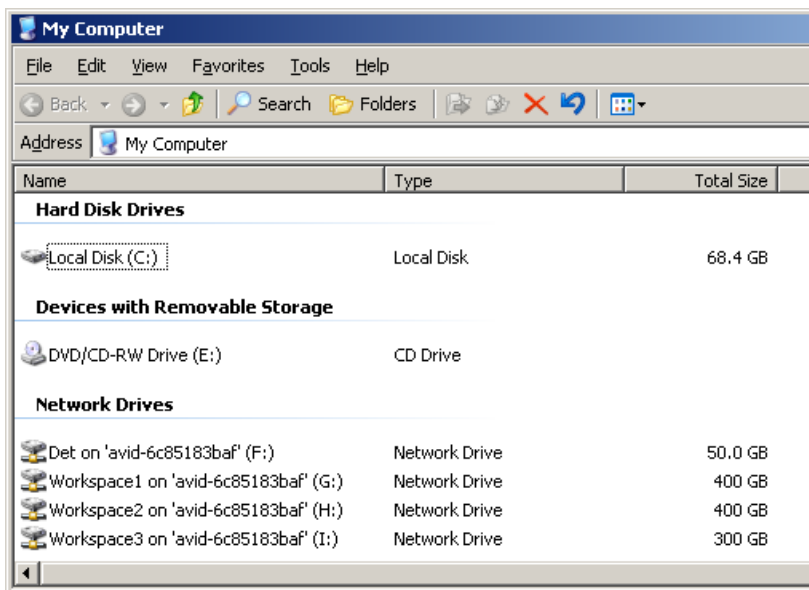 My Computer
File Edit View Favorites Tools Help
Back Search Folders
Address My Computer
Name Type Total Size
Hard Disk Drives
Local Disk (C:) Local Disk 68.4 GB
Devices with Removable Storage
DVD/CD-RW Drive (E:) CD Drive
Network Drives
Det on 'avid-6c85183baf' (F:) Network Drive 50.0 GB
Workspace1 on 'avid-6c85183baf' (G:) Network Drive 400 GB
Workspace2 on 'avid-6c85183baf' (H:) Network Drive 400 GB
Workspace3 on 'avid-6c85183baf' (I:) Network Drive 300 GB